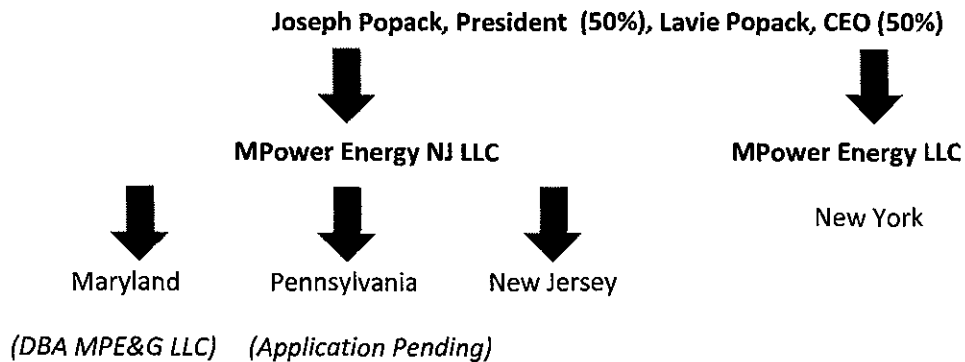 Joseph Popack, President (50%), Lavie Popack, CEO (50%)
MPower Energy NJ LLC
MPower Energy LLC
New York
Maryland
Pennsylvania
New Jersey
(DBA MPE&G LLC)
(Application Pending)